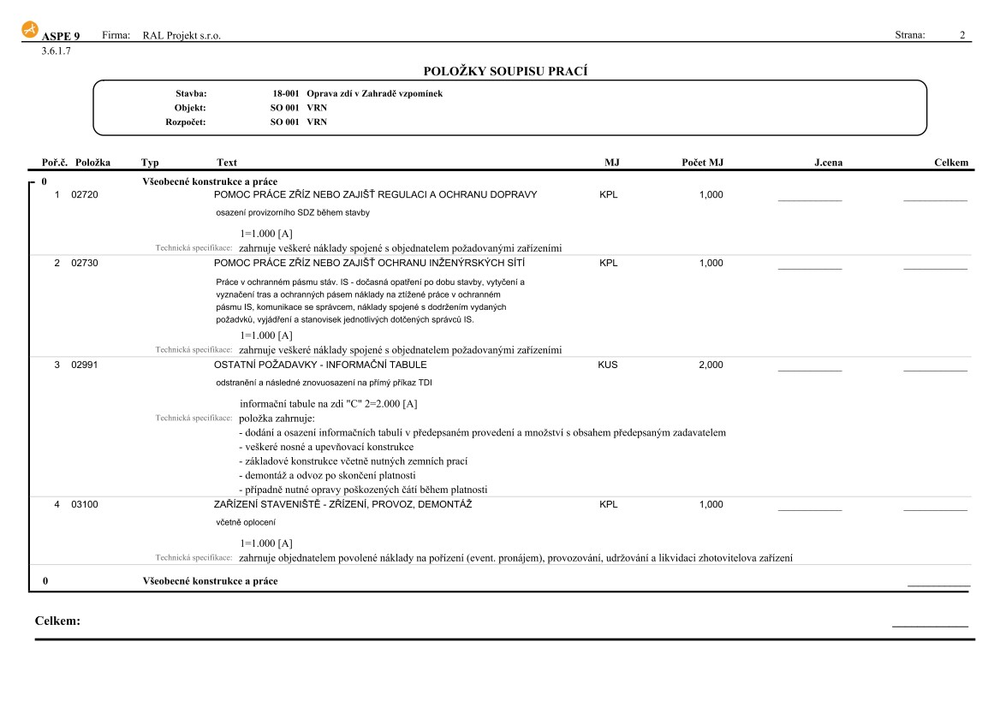 ASPE 9 Firma: RAL Projekt s.r.o. Strana: 2
3.6.1.7
POLOŽKY SOUPISU PRACÍ
Stavba: 18-001 Oprava zdí v Zahradě vzpomínek
Objekt: SO 001 VRN
Rozpočet: SO 001 VRN
Poř.č. Položka Typ Text MJ Počet MJ J.cena Celkem
0 Všeobecné konstrukce a práce
1 02720 POMOC PRÁCE ZŘÍZ NEBO ZAJIŠŤ REGULACI A OCHRANU DOPRAVY KPL 1,000
osazení provizorního SDZ během stavby
1=1.000 [A]
Technická specifikace: zahrnuje veškeré náklady spojené s objednatelem požadovanými zařízeními
2 02730 POMOC PRÁCE ZŘÍZ NEBO ZAJIŠŤ OCHRANU INŽENÝRSKÝCH SÍTÍ KPL 1,000
Práce v ochranném pásmu stáv. IS - dočasná opatření po dobu stavby, vytyčení a
vyznačení tras a ochranných pásem náklady na ztížené práce v ochranném
pásmu IS, komunikace se správcem, náklady spojené s dodržením vydaných
požadvků, vyjádření a stanovisek jednotlivých dotčených správců IS.
1=1.000 [A]
Technická specifikace: zahrnuje veškeré náklady spojené s objednatelem požadovanými zařízeními
3 02991 OSTATNÍ POŽADAVKY - INFORMAČNÍ TABULE KUS 2,000
odstranění a následné znovuosazení na přímý příkaz TDI
informační tabule na zdi "C" 2=2.000 [A]
Technická specifikace: položka zahrnuje:
- dodání a osazení informačních tabulí v předepsaném provedení a množství s obsahem předepsaným zadavatelem
- veškeré nosné a upevňovací konstrukce
- základové konstrukce včetně nutných zemních prací
- demontáž a odvoz po skončení platnosti
- případně nutné opravy poškozených čátí během platnosti
4 03100 ZAŘÍZENÍ STAVENIŠTĚ - ZŘÍZENÍ, PROVOZ, DEMONTÁŽ KPL 1,000
včetně oplocení
1=1.000 [A]
Technická specifikace: zahrnuje objednatelem povolené náklady na pořízení (event. pronájem), provozování, udržování a likvidaci zhotovitelova zařízení
0 Všeobecné konstrukce a práce
Celkem: